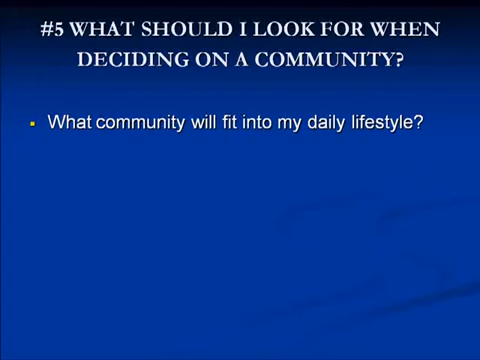 #5 WHAT SHOULD I LOOK FOR WHEN
DECIDING ON A COMMUNITY?
What community will fit into my daily lifestyle?